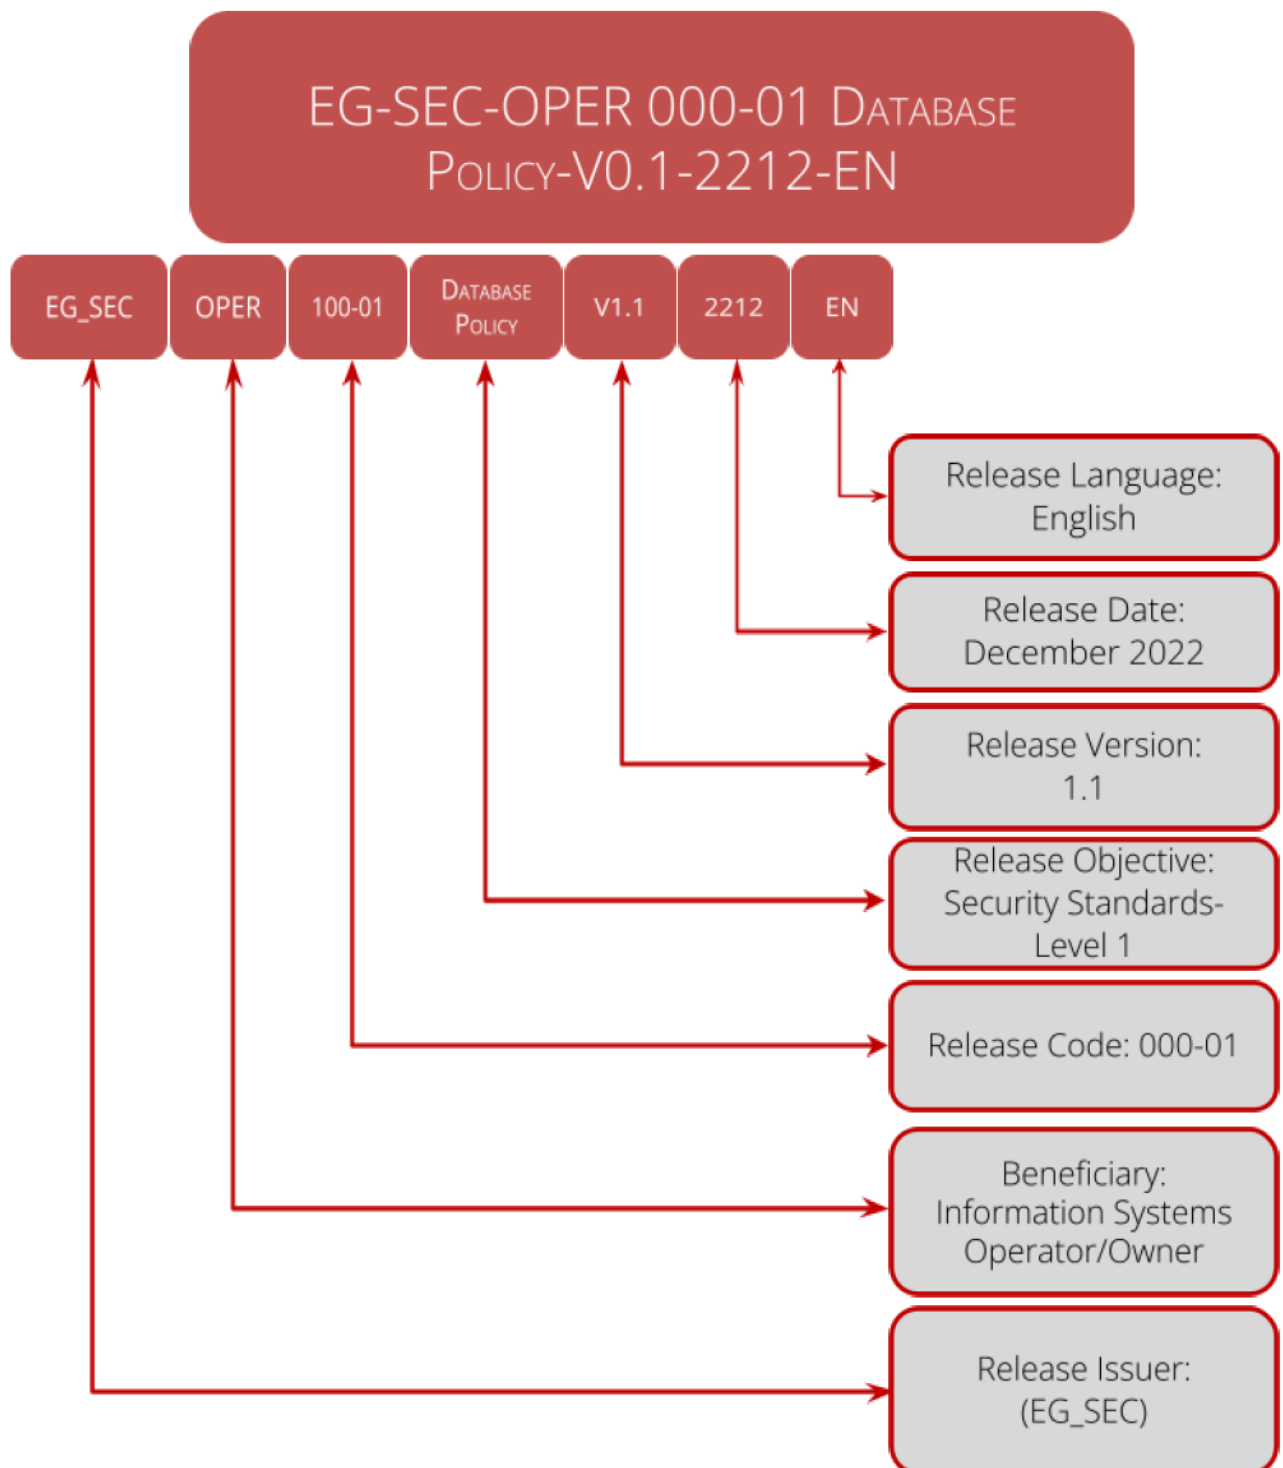 EG-SEC-OPER 000-01 DATABASE
POLICY-V0.1-2212-EN
EG_SEC
OPER
100-01
DATABASE
POLICY
V1.1
2212
EN
Release Language:
English
Release Date:
December 2022
Release Version:
1.1
Release Objective:
Security Standards-
Level 1
Release Code: 000-01
Beneficiary:
Information Systems
Operator/Owner
Release Issuer:
(EG_SEC)